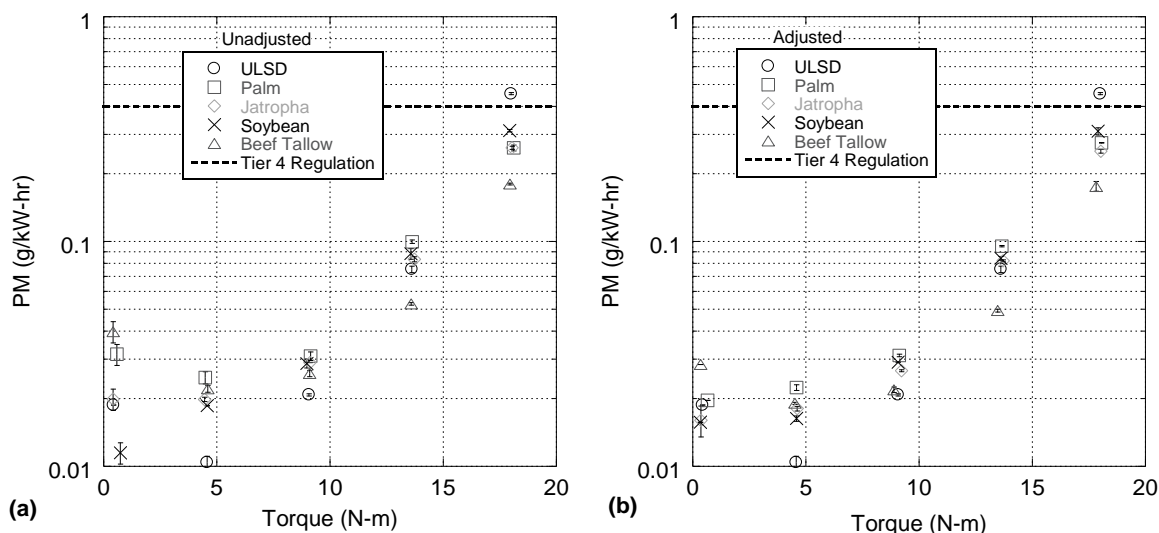 1
Unadjusted
ULSD
Palm
Jatropha
Soybean
Beef Tallow
Tier 4 Regulation
PM (g/kW-hr)
0.1
0.01
0
5
10
15
20
(a)
Torque (N-m)
1
Adjusted
ULSD
Palm
Jatropha
Soybean
Beef Tallow
Tier 4 Regulation
PM (g/kW-hr)
0.1
0.01
0
5
10
15
20
(b)
Torque (N-m)